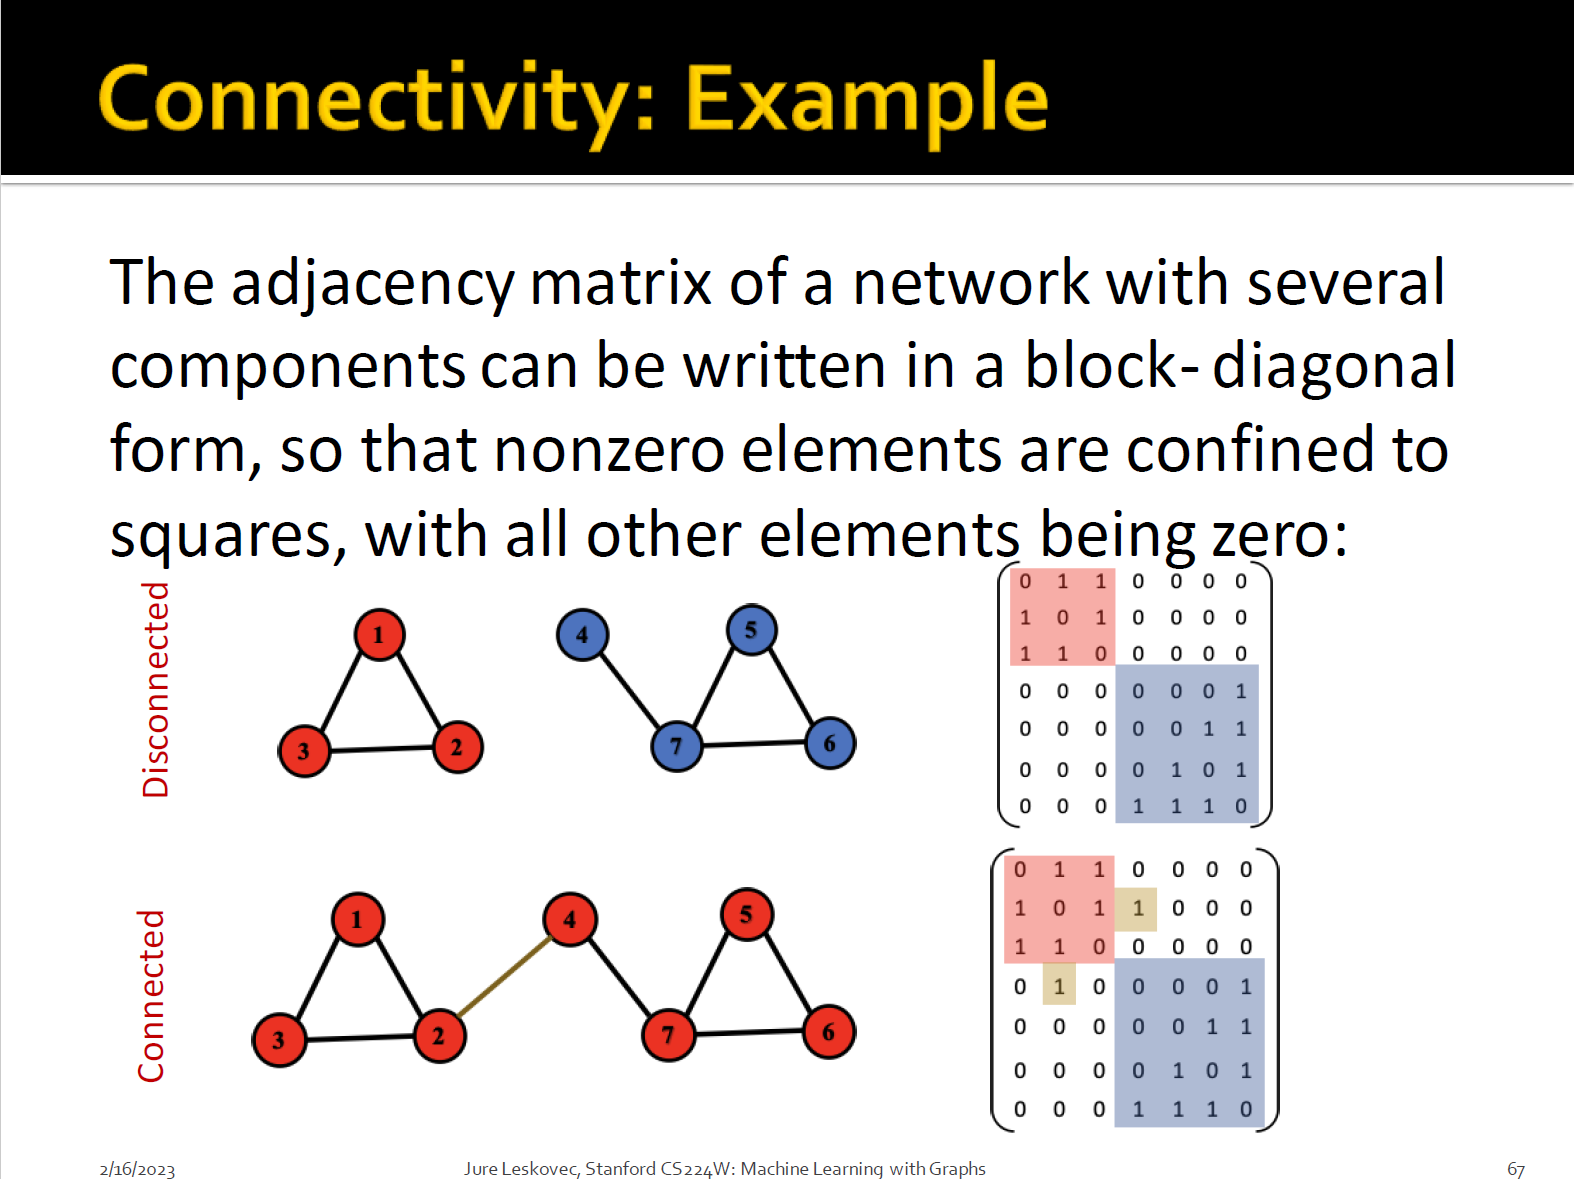 Connectivity: Example
The adjacency matrix of a network with several
components can be written in a block- diagonal
form, so that nonzero elements are confined to
squares, with all other elements being zero:
Disconnected
1
4
5
3
2
7
6
0 1 1 0 0 0 0
1 0 1 0 0 0 0
1 1 0 0 0 0 0
0 0 0 0 0 0 1
0 0 0 0 0 1 1
0 0 0 0 1 0 1
0 0 0 1 1 1 0
Connected
1
4
5
3
2
7
6
0 1 1 0 0 0 0
1 0 1 1 0 0 0
1 1 0 0 0 0 0
0 1 0 0 0 0 1
0 0 0 0 0 1 1
0 0 0 0 1 0 1
0 0 0 1 1 1 0
2/16/2023
Jure Leskovec, Stanford CS224W: Machine Learning with Graphs
67